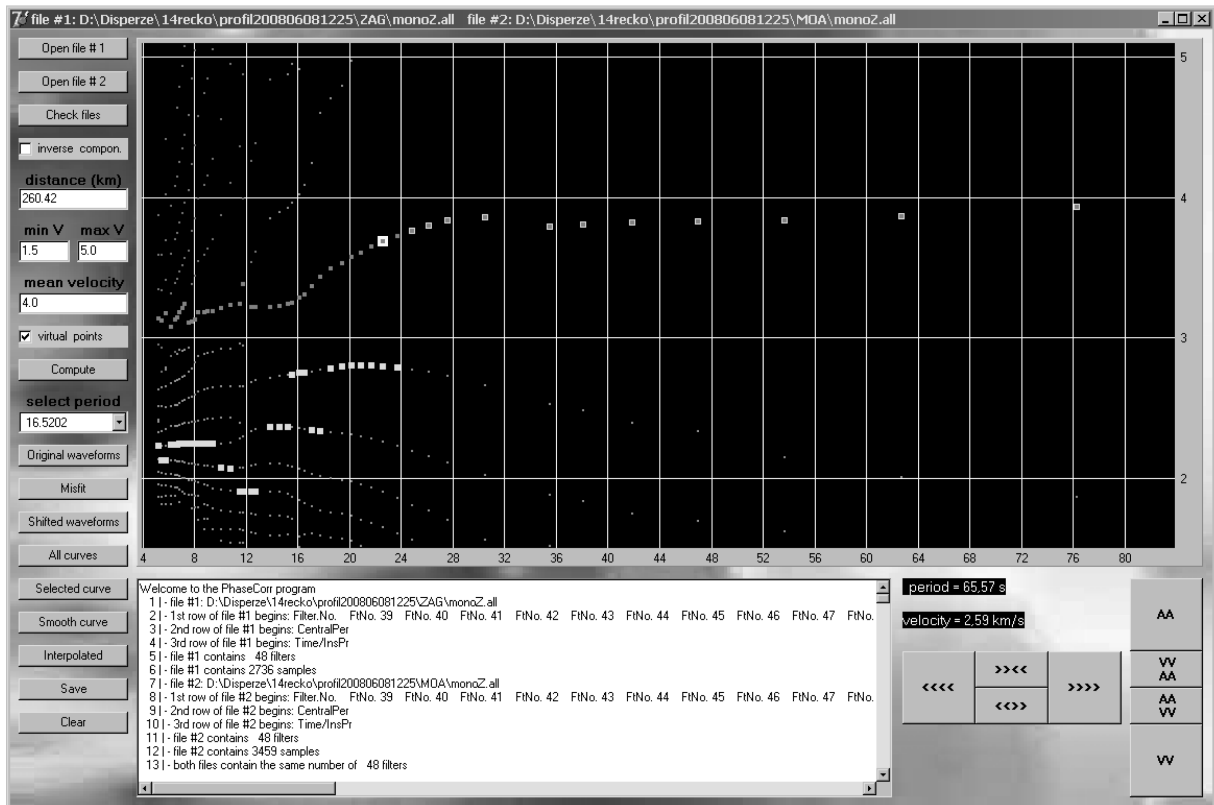 file #1: D:\Disperze\14recko\profil200806081225\ZAG\monoZ.all file #2: D:\Disperze\14recko\profil200806081225\MOA\monoZ.all
Open file # 1
Open file # 2
Check files
inverse compon.
distance (km)
260.42
min V max V
1.5 5.0
mean velocity
4.0
virtual points
Compute
select period
16.5202
Original waveforms
Misfit
Shifted waveforms
All curves
Selected curve
Smooth curve
Interpolated
Save
Clear
5
4
3
2
4 8 12 16 20 24 28 32 36 40 44 48 52 56 60 64 68 72 76 80
Welcome to the PhaseCorr program
1 |- file #1: D:\Disperze\14recko\profil200806081225\ZAG\monoZ.all
2 |- 1st row of file #1 begins: Filter.No. FtNo. 39 FtNo. 40 FtNo. 41 FtNo. 42 FtNo. 43 FtNo. 44 FtNo. 45 FtNo. 46 FtNo. 47 FtNo.
3 |- 2nd row of file #1 begins: CentralPer
4 |- 3rd row of file #1 begins: Time/InsPr
5 |- file #1 contains 48 filters
6 |- file #1 contains 2736 samples
7 |- file #2: D:\Disperze\14recko\profil200806081225\MOA\monoZ.all
8 |- 1st row of file #2 begins: Filter.No. FtNo. 39 FtNo. 40 FtNo. 41 FtNo. 42 FtNo. 43 FtNo. 44 FtNo. 45 FtNo. 46 FtNo. 47 FtNo.
9 |- 2nd row of file #2 begins: CentralPer
10 |- 3rd row of file #2 begins: Time/InsPr
11 |- file #2 contains 48 filters
12 |- file #2 contains 3459 samples
13 |- both files contain the same number of 48 filters
period = 65,57 s
velocity = 2,59 km/s
<<<<
>><<
<<>>
>>>>
AA
VV
AA
AA
VV
VV